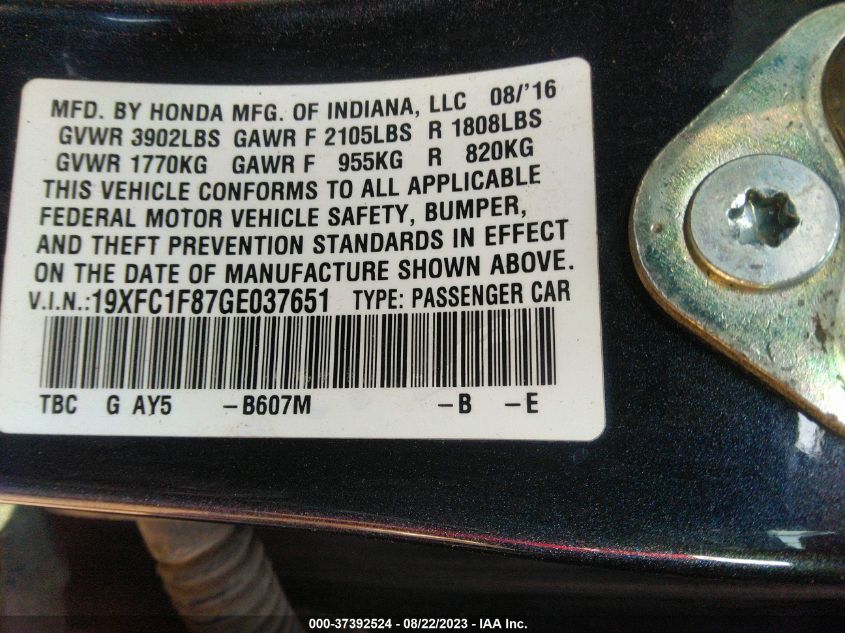 MFD. BY HONDA MFG. OF INDIANA, LLC 08/'16
GVWR 3902LBS GAWR F 2105LBS R 1808LBS
GVWR 1770KG GAWR F 955KG R 820KG
THIS VEHICLE CONFORMS TO ALL APPLICABLE
FEDERAL MOTOR VEHICLE SAFETY, BUMPER,
AND THEFT PREVENTION STANDARDS IN EFFECT
ON THE DATE OF MANUFACTURE SHOWN ABOVE.
V.I.N.:19XFC1F87GE037651 TYPE: PASSENGER CAR
TBC G AY5 -B607M -B -E
000-37392524 - 08/22/2023 - IAA Inc.